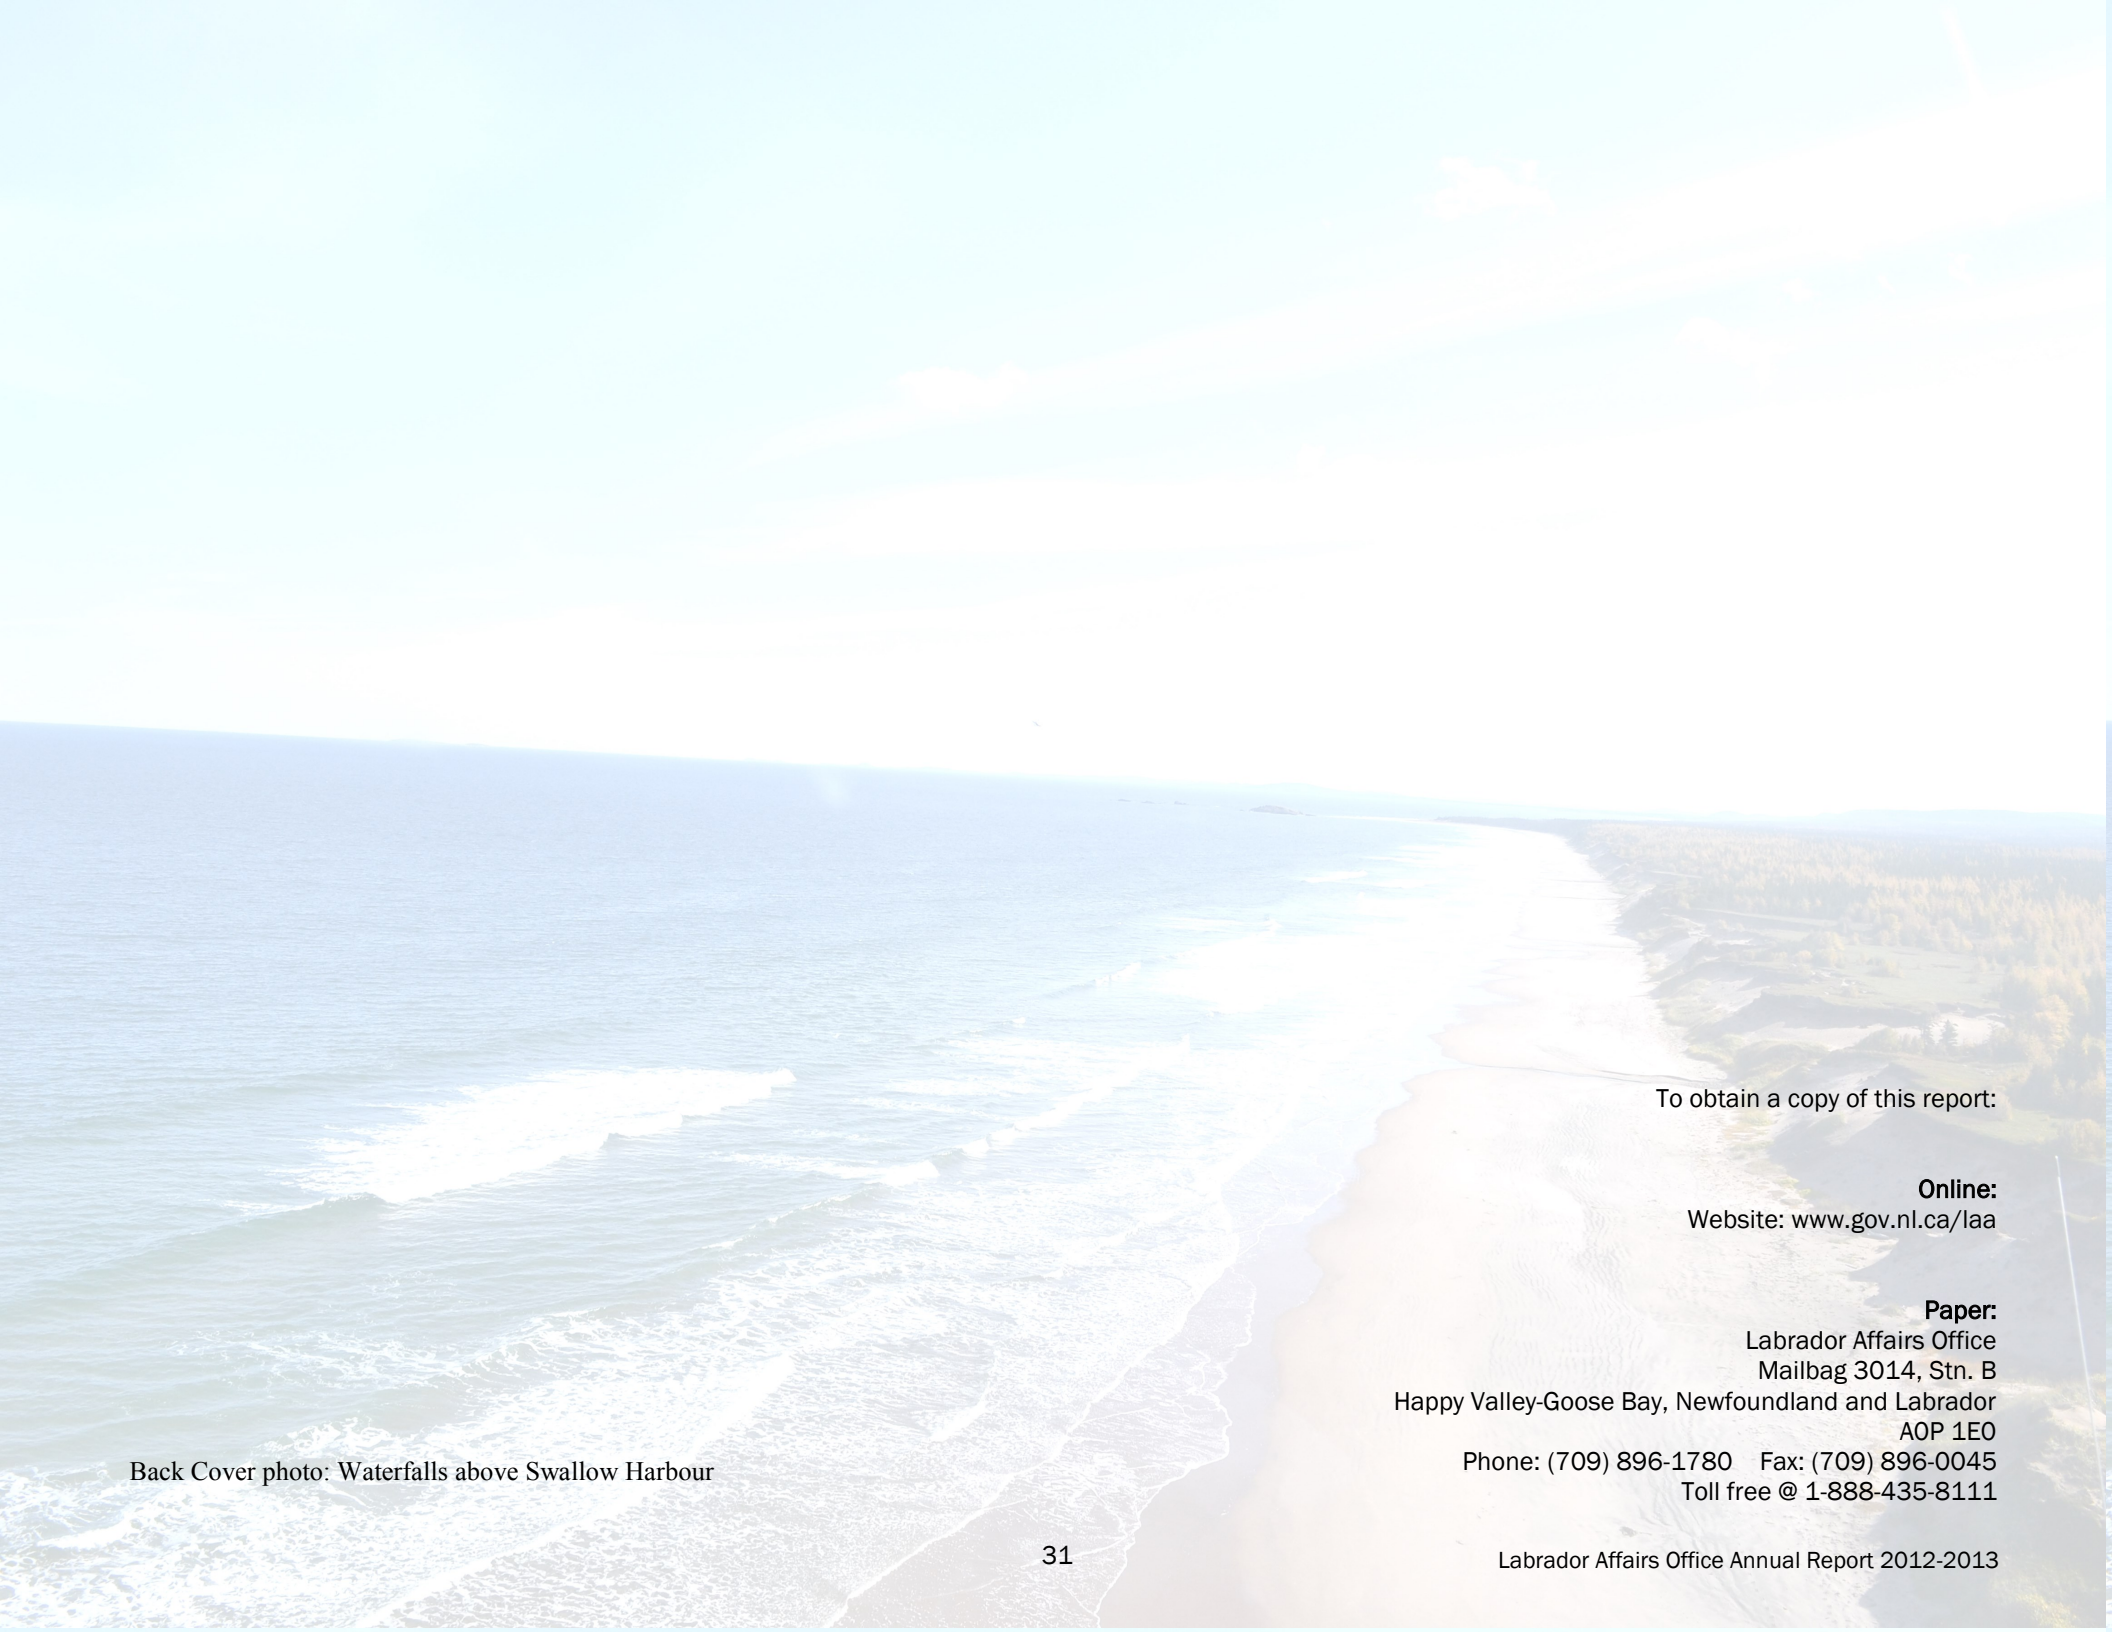 To obtain a copy of this report:
Online:
Website: www.gov.nl.ca/laa
Paper:
Labrador Affairs Office
Mailbag 3014, Stn. B
Happy Valley-Goose Bay, Newfoundland and Labrador
A0P 1E0
Phone: (709) 896-1780 Fax: (709) 896-0045
Toll free @ 1-888-435-8111
Back Cover photo: Waterfalls above Swallow Harbour
31
Labrador Affairs Office Annual Report 2012-2013